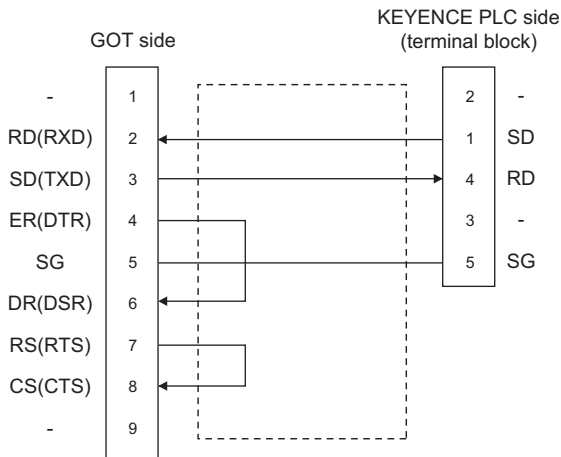 KEYENCE PLC side
GOT side (terminal block)
- 1 2 -
RD(RXD) 2 1 SD
SD(TXD) 3 4 RD
ER(DTR) 4 3 -
SG 5 5 SG
DR(DSR) 6
RS(RTS) 7
CS(CTS) 8
- 9